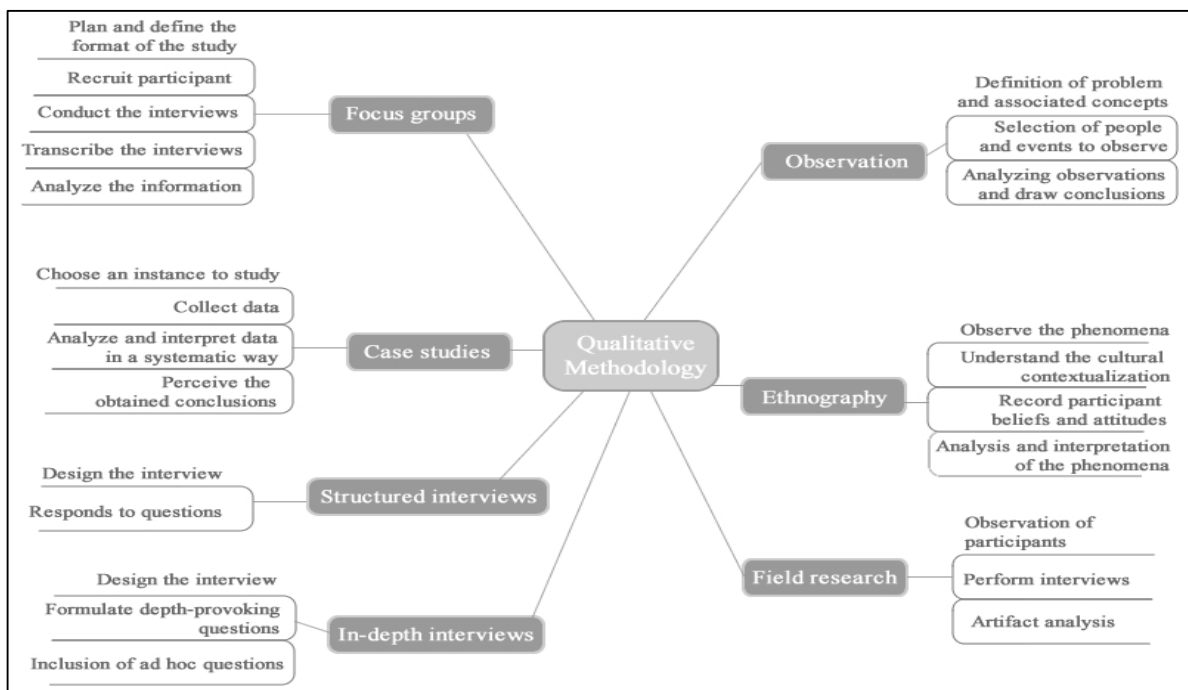 Plan and define the
format of the study
Recruit participant
Conduct the interviews
Transcribe the interviews
Analyze the information
Focus groups
Choose an instance to study
Collect data
Analyze and interpret data
in a systematic way
Perceive the
obtained conclusions
Case studies
Design the interview
Responds to questions
Structured interviews
Design the interview
Formulate depth-provoking
questions
Inclusion of ad hoc questions
In-depth interviews
Qualitative
Methodology
Observation
Definition of problem
and associated concepts
Selection of people
and events to observe
Analyzing observations
and draw conclusions
Ethnography
Observe the phenomena
Understand the cultural
contextualization
Record participant
beliefs and attitudes
Analysis and interpretation
of the phenomena
Field research
Observation of
participants
Perform interviews
Artifact analysis